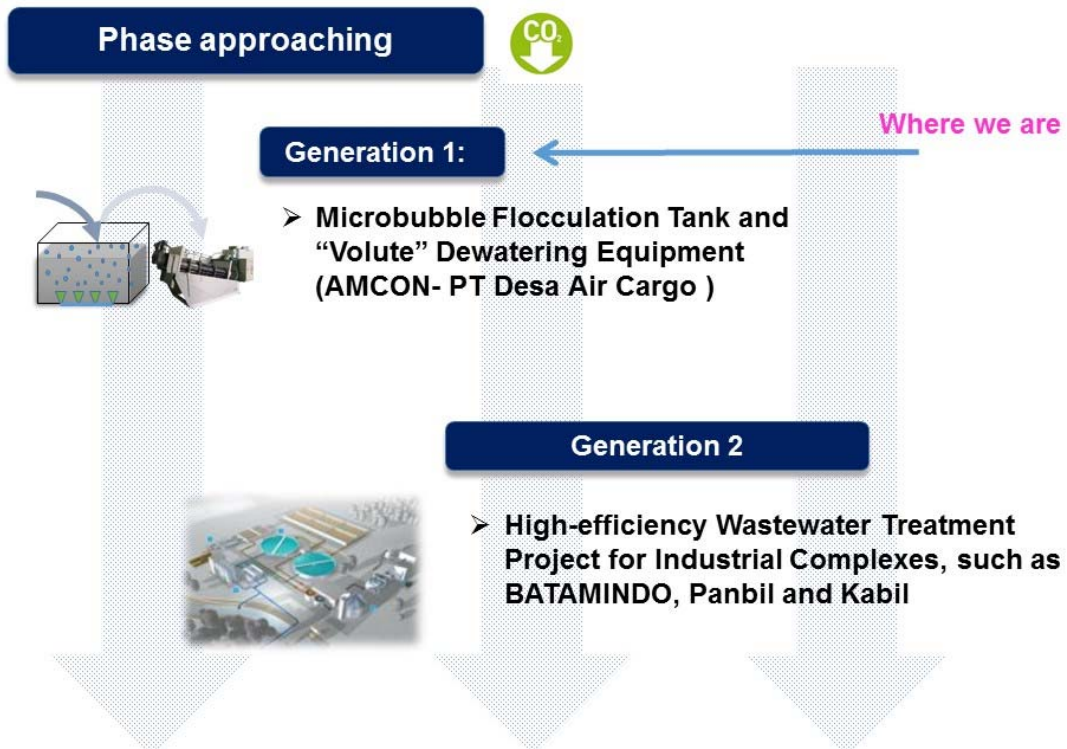 Phase approaching
CO₂
Where we are
Generation 1:
➢ Microbubble Flocculation Tank and
“Volute” Dewatering Equipment
(AMCON- PT Desa Air Cargo )
Generation 2
➢ High-efficiency Wastewater Treatment
Project for Industrial Complexes, such as
BATAMINDO, Panbil and Kabil